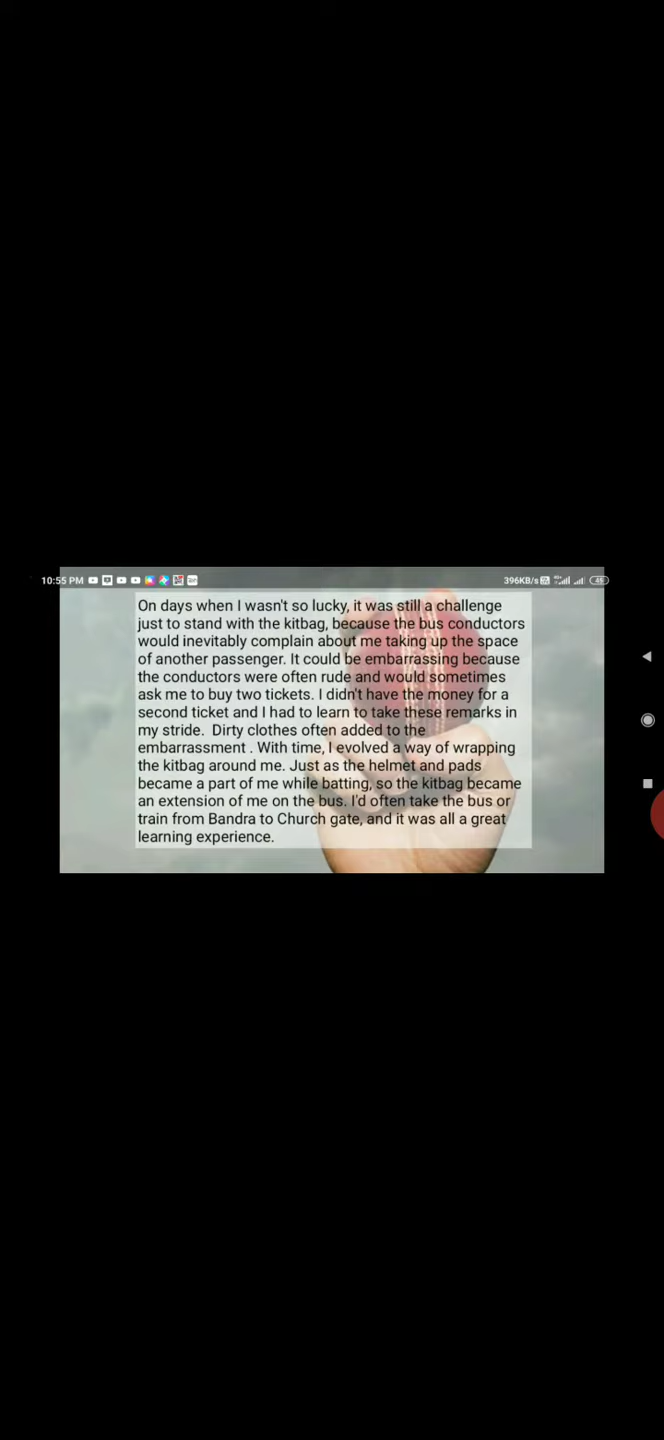 10:55 PM
396KB/s
49
On days when I wasn't so lucky, it was still a challenge
just to stand with the kitbag, because the bus conductors
would inevitably complain about me taking up the space
of another passenger. It could be embarrassing because
the conductors were often rude and would sometimes
ask me to buy two tickets. I didn't have the money for a
second ticket and I had to learn to take these remarks in
my stride.  Dirty clothes often added to the
embarrassment . With time, I evolved a way of wrapping
the kitbag around me. Just as the helmet and pads
became a part of me while batting, so the kitbag became
an extension of me on the bus. I'd often take the bus or
train from Bandra to Church gate, and it was all a great
learning experience.